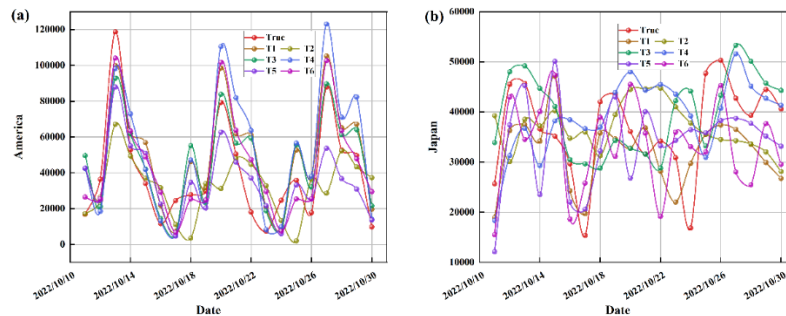 (a)
120000
100000
80000
60000
40000
20000
0
America
True
T1 T2
T3 T4
T5 T6
2022/10/10
2022/10/14
2022/10/18
2022/10/22
2022/10/26
2022/10/30
Date
(b)
60000
50000
40000
30000
20000
10000
Japan
True
T1 T2
T3 T4
T5 T6
2022/10/10
2022/10/14
2022/10/18
2022/10/22
2022/10/26
2022/10/30
Date